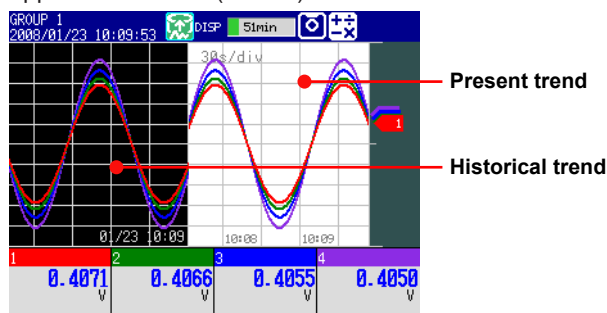 GROUP 1
2008/01/23 10:09:53
DISP
51min
30s/div
Present trend
1
Historical trend
01/23 10:09
10:08
10:09
1
2
3
4
0.4071
0.4066
0.4055
0.4050
V
V
V
V